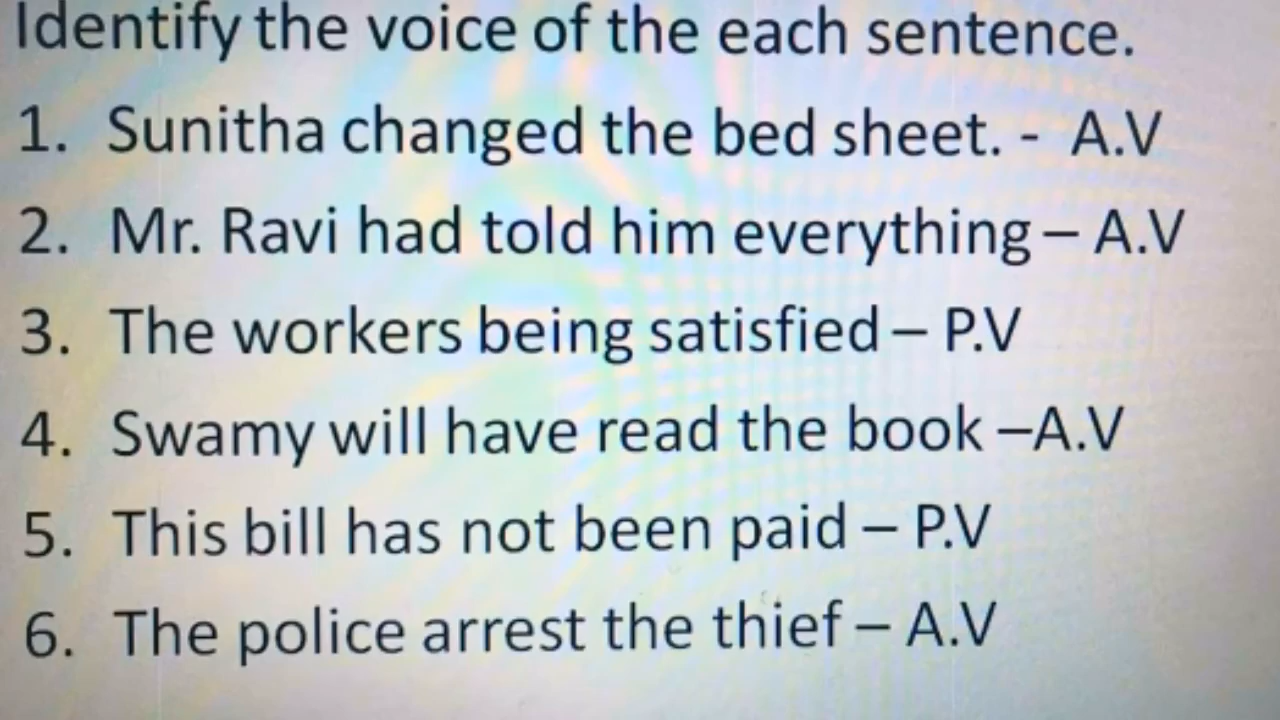 Identify the voice of the each sentence.
1. Sunitha changed the bed sheet. - A.V
2. Mr. Ravi had told him everything – A.V
3. The workers being satisfied – P.V
4. Swamy will have read the book –A.V
5. This bill has not been paid – P.V
6. The police arrest the thief – A.V